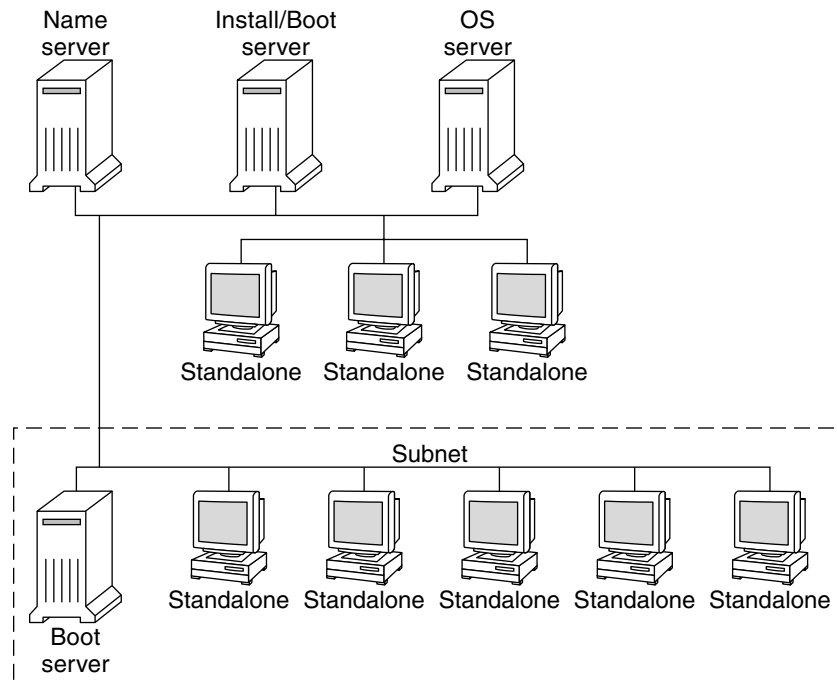 Name
server
Install/Boot
server
OS
server
Standalone
Standalone
Standalone
Subnet
Standalone
Standalone
Standalone
Standalone
Standalone
Boot
server